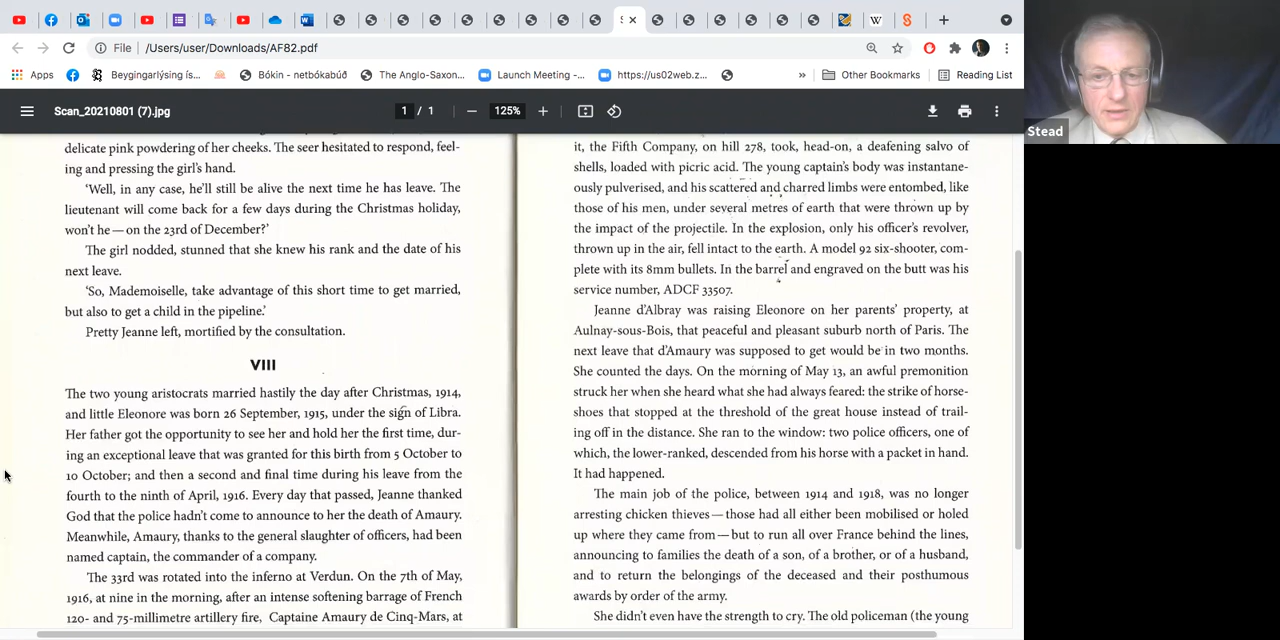 File
/Users/user/Downloads/AF82.pdf
Apps
Beygingarlýsing ís...
Bókin - netbókabúð
The Anglo-Saxon...
Launch Meeting -...
https://us02web.z...
»
Other Bookmarks
Reading List
Scan_20210801 (7).jpg
1 / 1
125%
Stead
delicate pink powdering of her cheeks. The seer hesitated to respond, feel-
ing and pressing the girl's hand.
'Well, in any case, he'll still be alive the next time he has leave. The
lieutenant will come back for a few days during the Christmas holiday,
won't he — on the 23rd of December?'
The girl nodded, stunned that she knew his rank and the date of his
next leave.
'So, Mademoiselle, take advantage of this short time to get married,
but also to get a child in the pipeline.'
Pretty Jeanne left, mortified by the consultation.
VIII
The two young aristocrats married hastily the day after Christmas, 1914,
and little Eleonore was born 26 September, 1915, under the sign of Libra.
Her father got the opportunity to see her and hold her the first time, dur-
ing an exceptional leave that was granted for this birth from 5 October to
10 October; and then a second and final time during his leave from the
fourth to the ninth of April, 1916. Every day that passed, Jeanne thanked
God that the police hadn't come to announce to her the death of Amaury.
Meanwhile, Amaury, thanks to the general slaughter of officers, had been
named captain, the commander of a company.
The 33rd was rotated into the inferno at Verdun. On the 7th of May,
1916, at nine in the morning, after an intense softening barrage of French
120- and 75-millimetre artillery fire, Captaine Amaury de Cinq-Mars, at
it, the Fifth Company, on hill 278, took, head-on, a deafening salvo of
shells, loaded with picric acid. The young captain's body was instantane-
ously pulverised, and his scattered and charred limbs were entombed, like
those of his men, under several metres of earth that were thrown up by
the impact of the projectile. In the explosion, only his officer's revolver,
thrown up in the air, fell intact to the earth. A model 92 six-shooter, com-
plete with its 8mm bullets. In the barrel and engraved on the butt was his
service number, ADCF 33507.
Jeanne d'Albray was raising Eleonore on her parents' property, at
Aulnay-sous-Bois, that peaceful and pleasant suburb north of Paris. The
next leave that d'Amaury was supposed to get would be in two months.
She counted the days. On the morning of May 13, an awful premonition
struck her when she heard what she had always feared: the strike of horse-
shoes that stopped at the threshold of the great house instead of trail-
ing off in the distance. She ran to the window: two police officers, one of
which, the lower-ranked, descended from his horse with a packet in hand.
It had happened.
The main job of the police, between 1914 and 1918, was no longer
arresting chicken thieves — those had all either been mobilised or holed
up where they came from — but to run all over France behind the lines,
announcing to families the death of a son, of a brother, or of a husband,
and to return the belongings of the deceased and their posthumous
awards by order of the army.
She didn't even have the strength to cry. The old policeman (the young